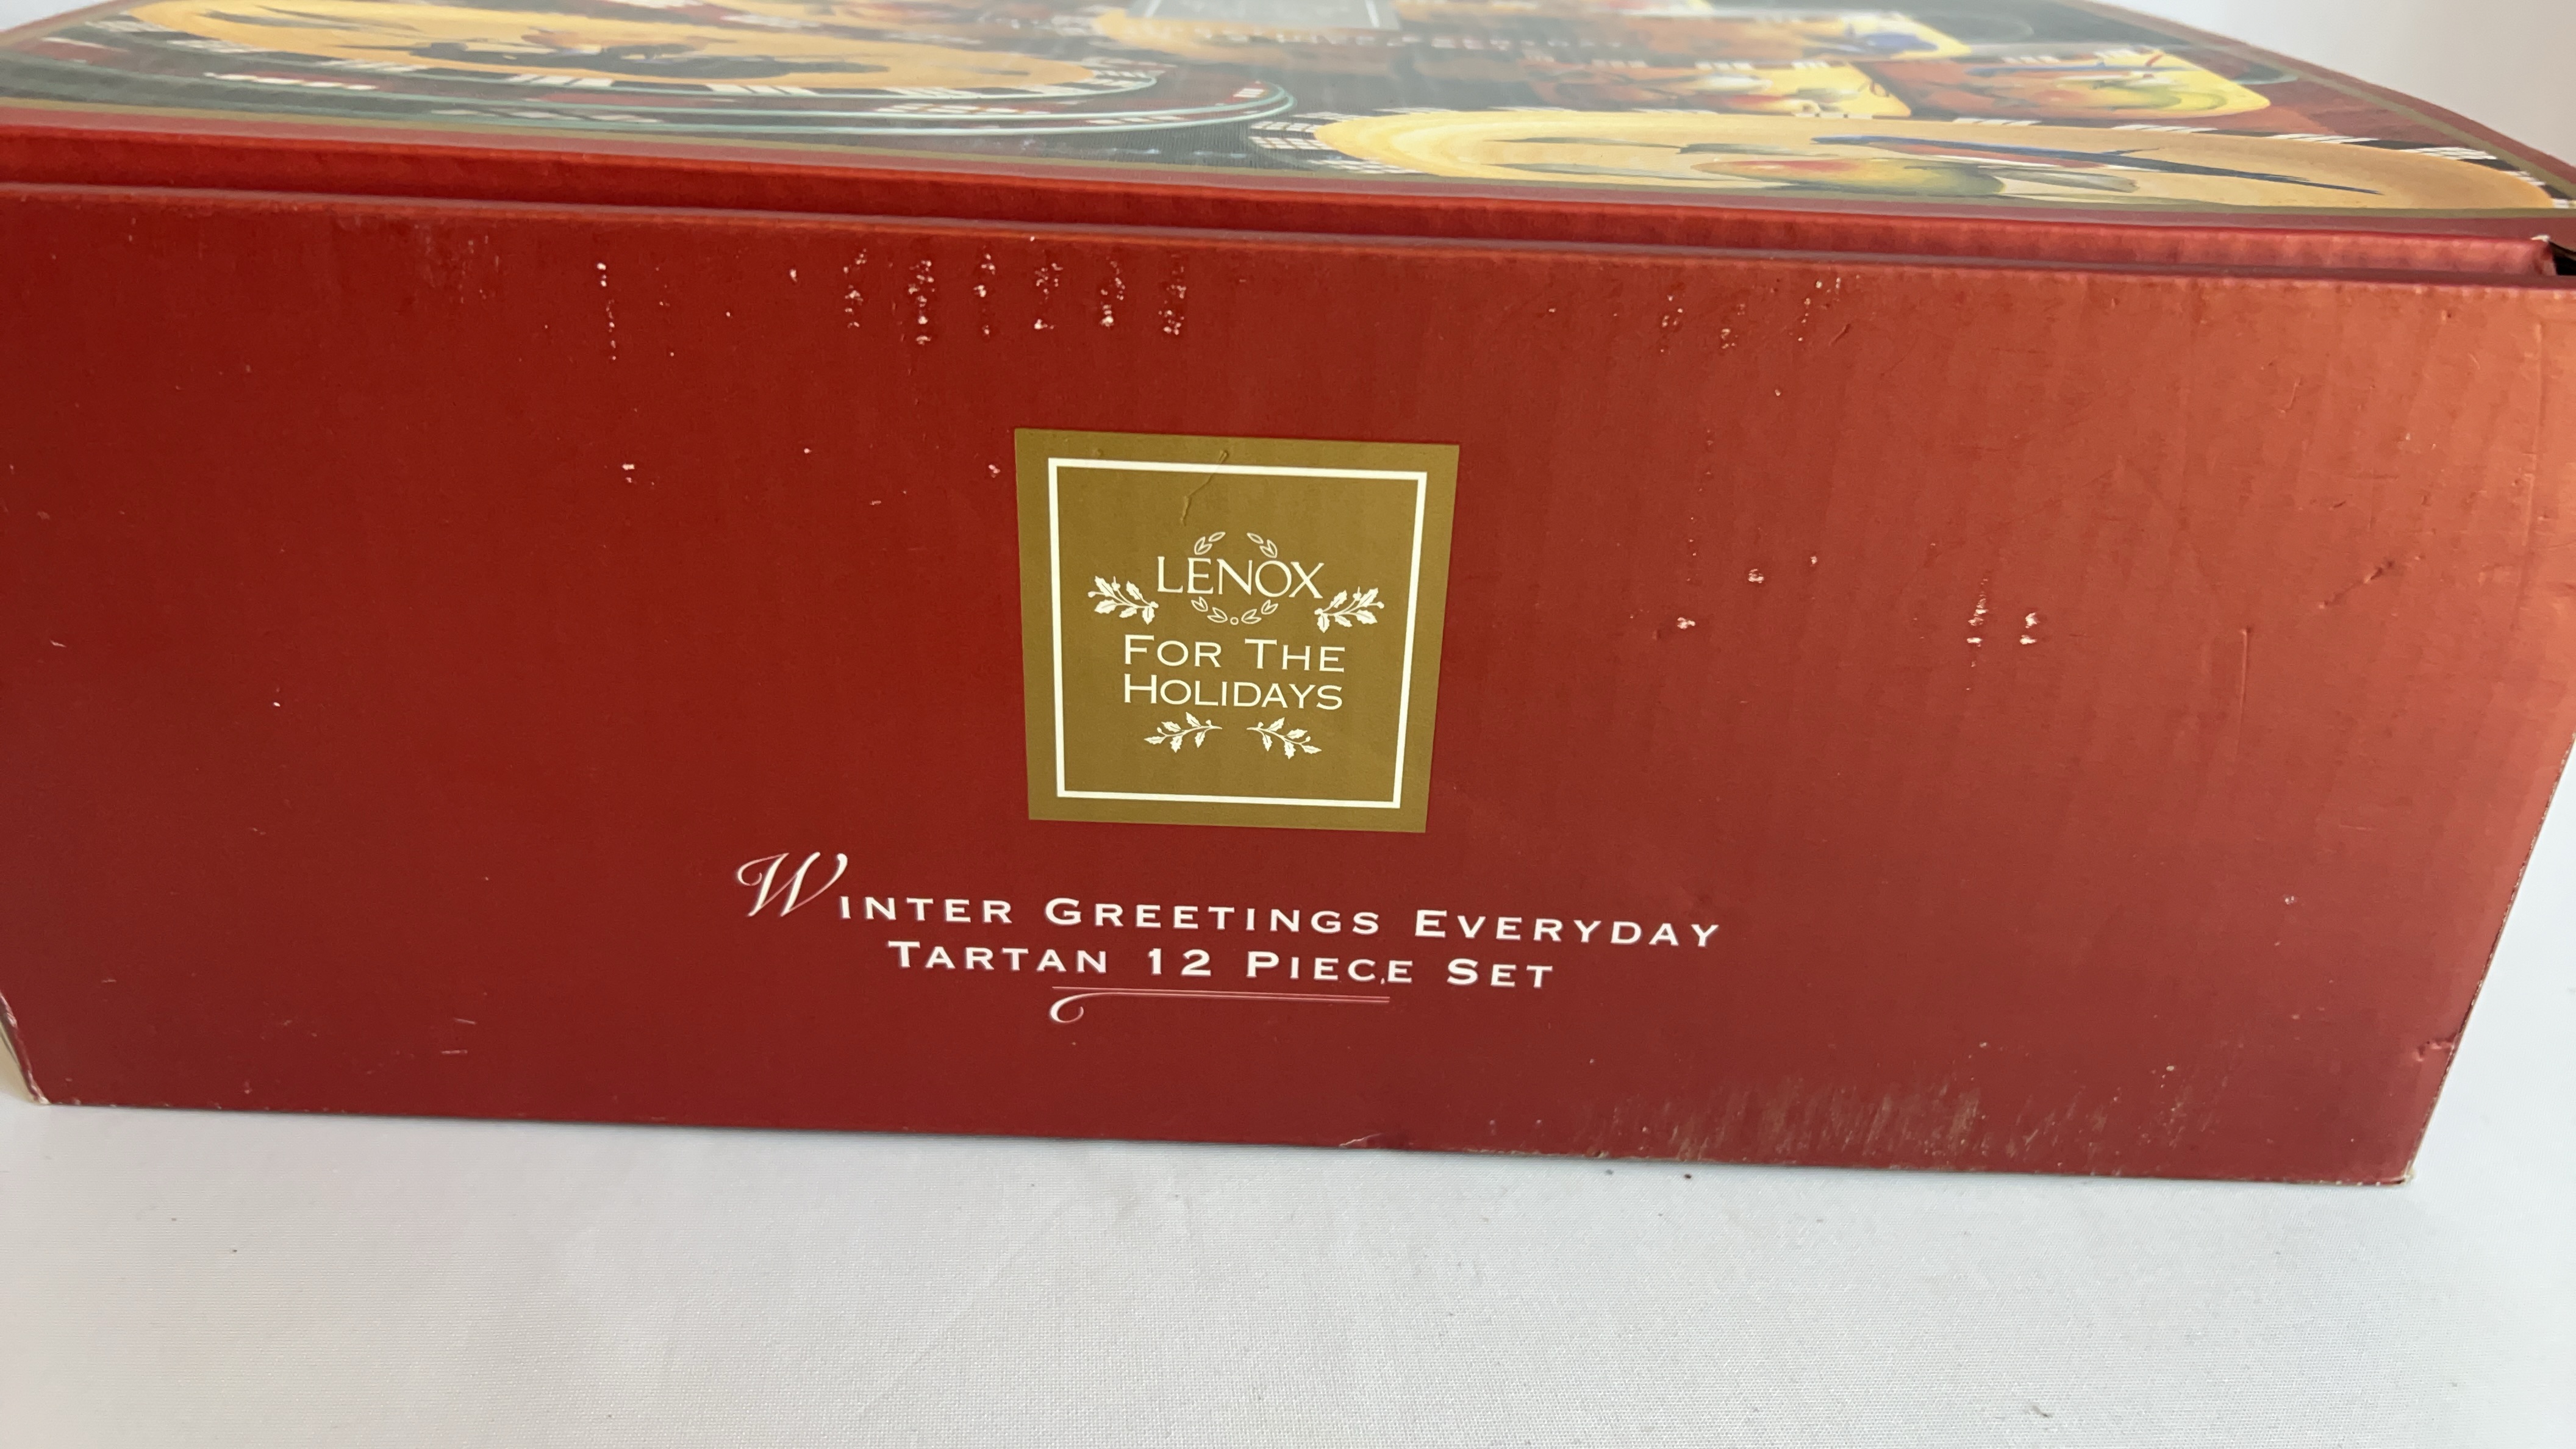 LENOX
FOR THE
HOLIDAYS
WINTER GREETINGS EVERYDAY
TARTAN 12 PIECE SET